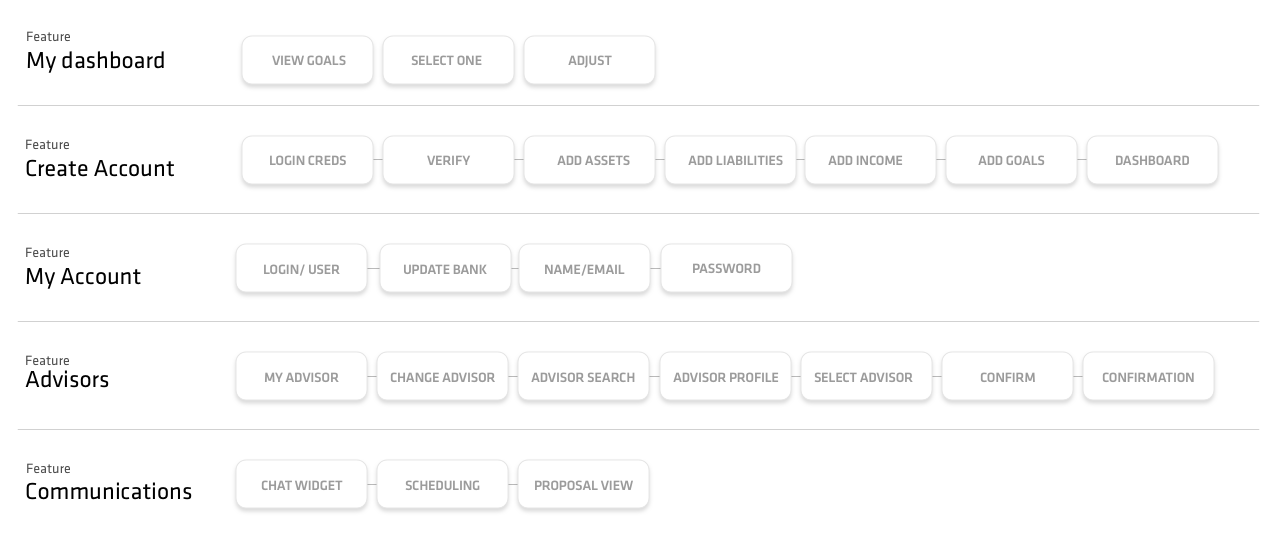 Feature
My dashboard
VIEW GOALS
SELECT ONE
ADJUST
Feature
Create Account
LOGIN CREDS
VERIFY
ADD ASSETS
ADD LIABILITIES
ADD INCOME
ADD GOALS
DASHBOARD
Feature
My Account
LOGIN/ USER
UPDATE BANK
NAME/EMAIL
PASSWORD
Feature
Advisors
MY ADVISOR
CHANGE ADVISOR
ADVISOR SEARCH
ADVISOR PROFILE
SELECT ADVISOR
CONFIRM
CONFIRMATION
Feature
Communications
CHAT WIDGET
SCHEDULING
PROPOSAL VIEW